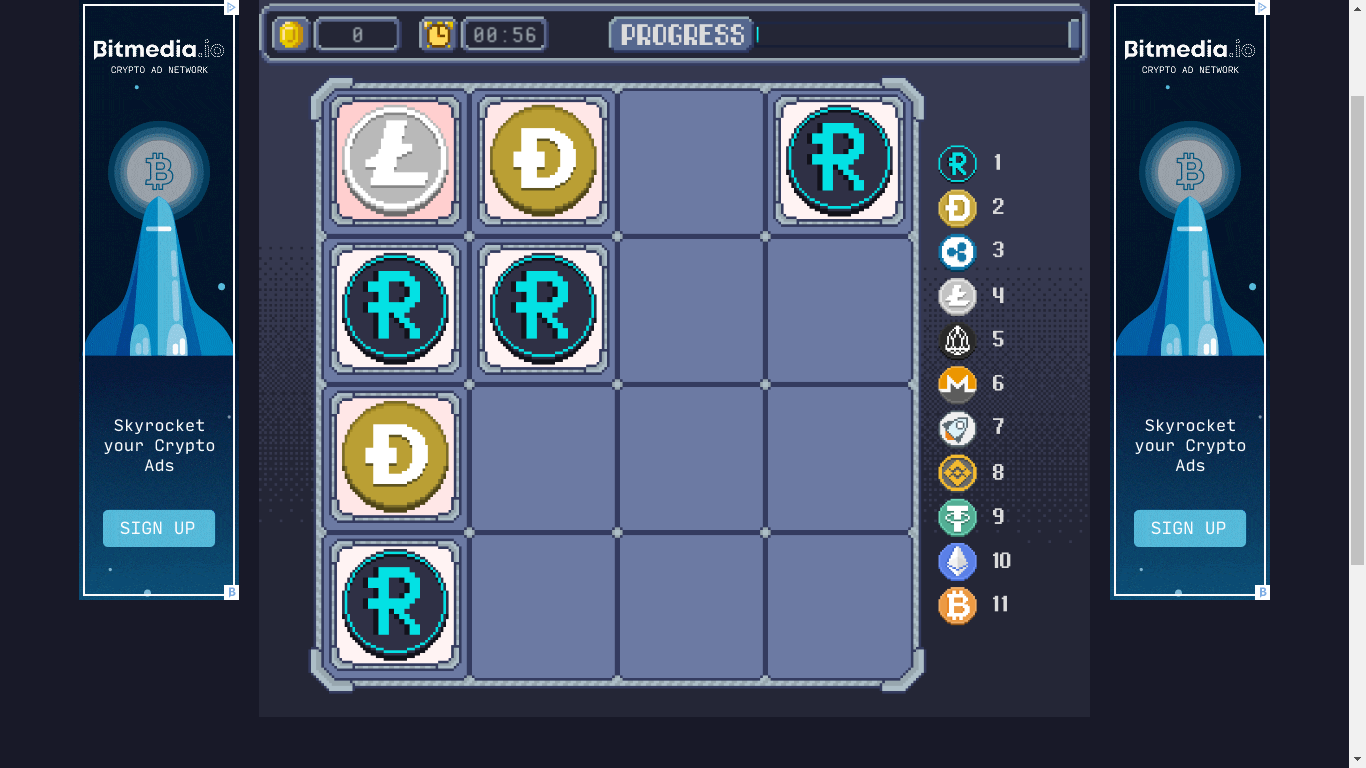 Bitmedia.io
CRYPTO AD NETWORK
Skyrocket
your Crypto
Ads
SIGN UP
0
00:56
PROGRESS
1
2
3
4
5
6
7
8
9
10
11
Bitmedia.io
CRYPTO AD NETWORK
Skyrocket
your Crypto
Ads
SIGN UP